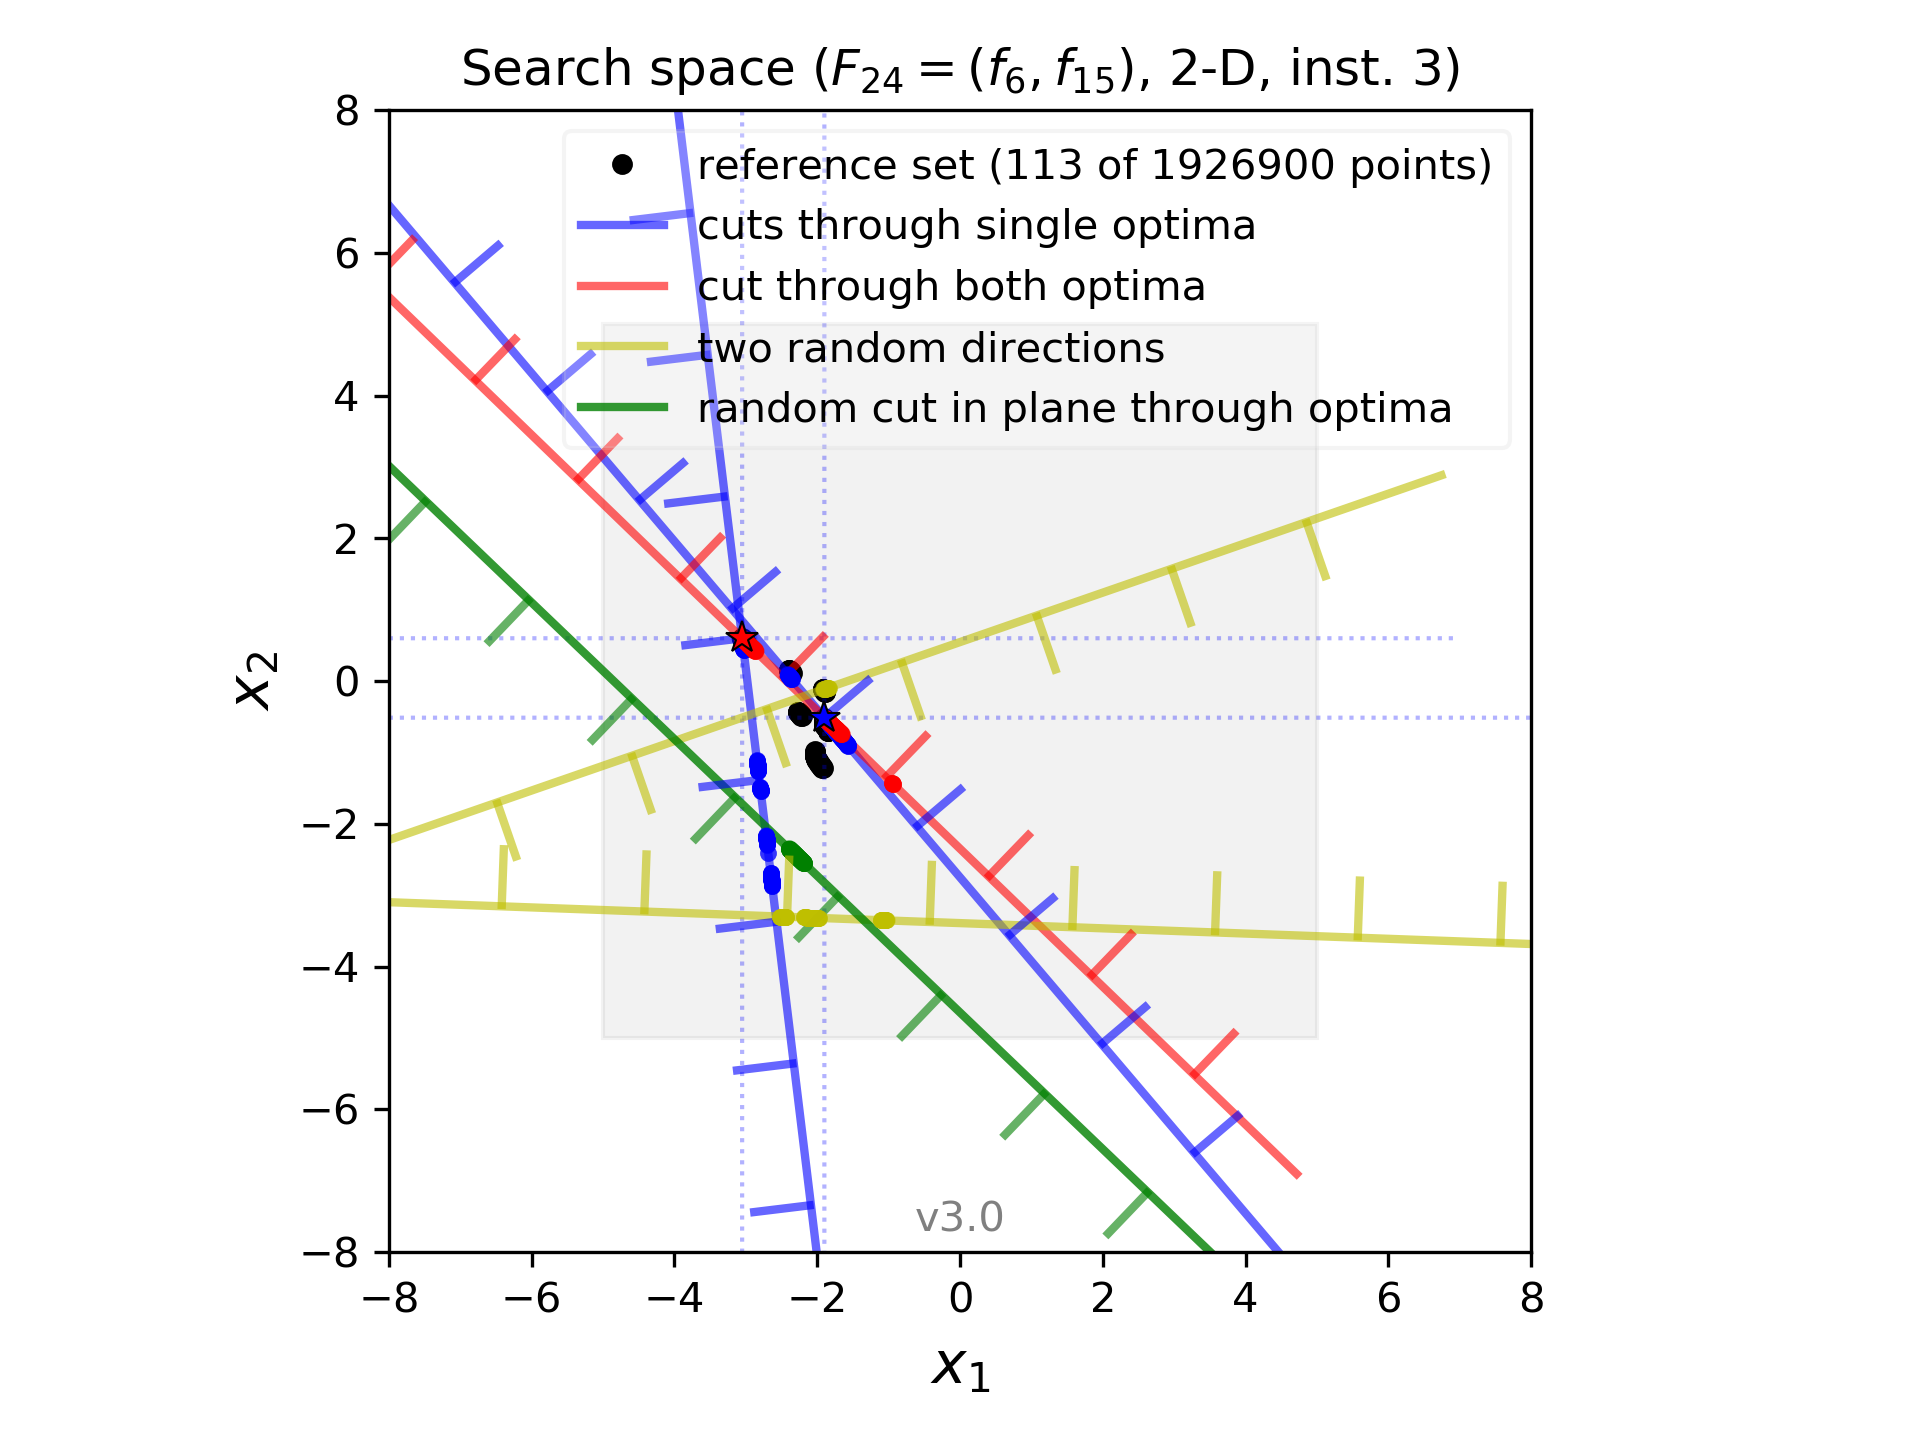 Search space (F24 = (f6, f15), 2-D, inst. 3)
reference set (113 of 1926900 points)
cuts through single optima
cut through both optima
two random directions
random cut in plane through optima
8
6
4
2
0
−2
−4
−6
−8
x2
v3.0
−8 −6 −4 −2 0 2 4 6 8
x1